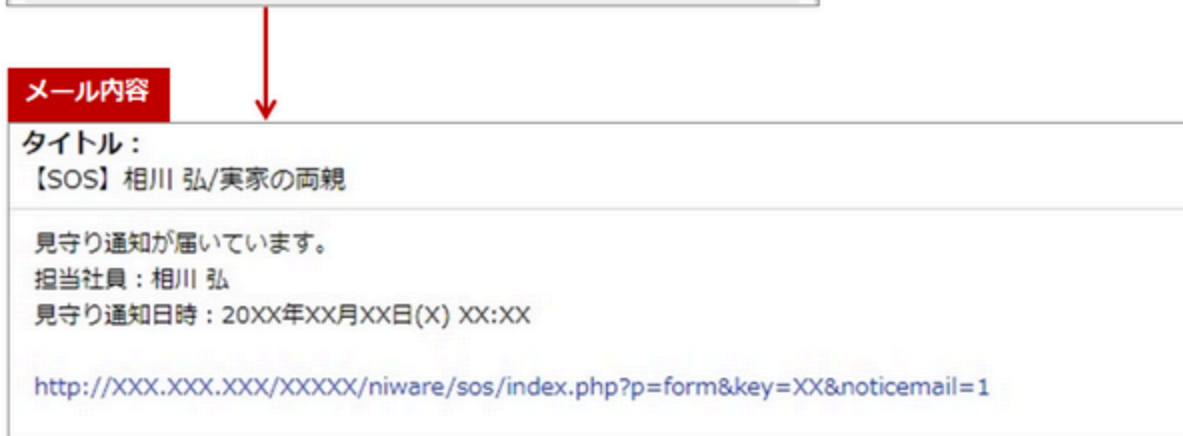 メール内容
タイトル：
【SOS】相川 弘/実家の両親
見守り通知が届いています。
担当社員：相川 弘
見守り通知日時：20XX年XX月XX日(X) XX:XX
http://XXX.XXX.XXX/XXXXX/niware/sos/index.php?p=form&key=XX&noticemail=1